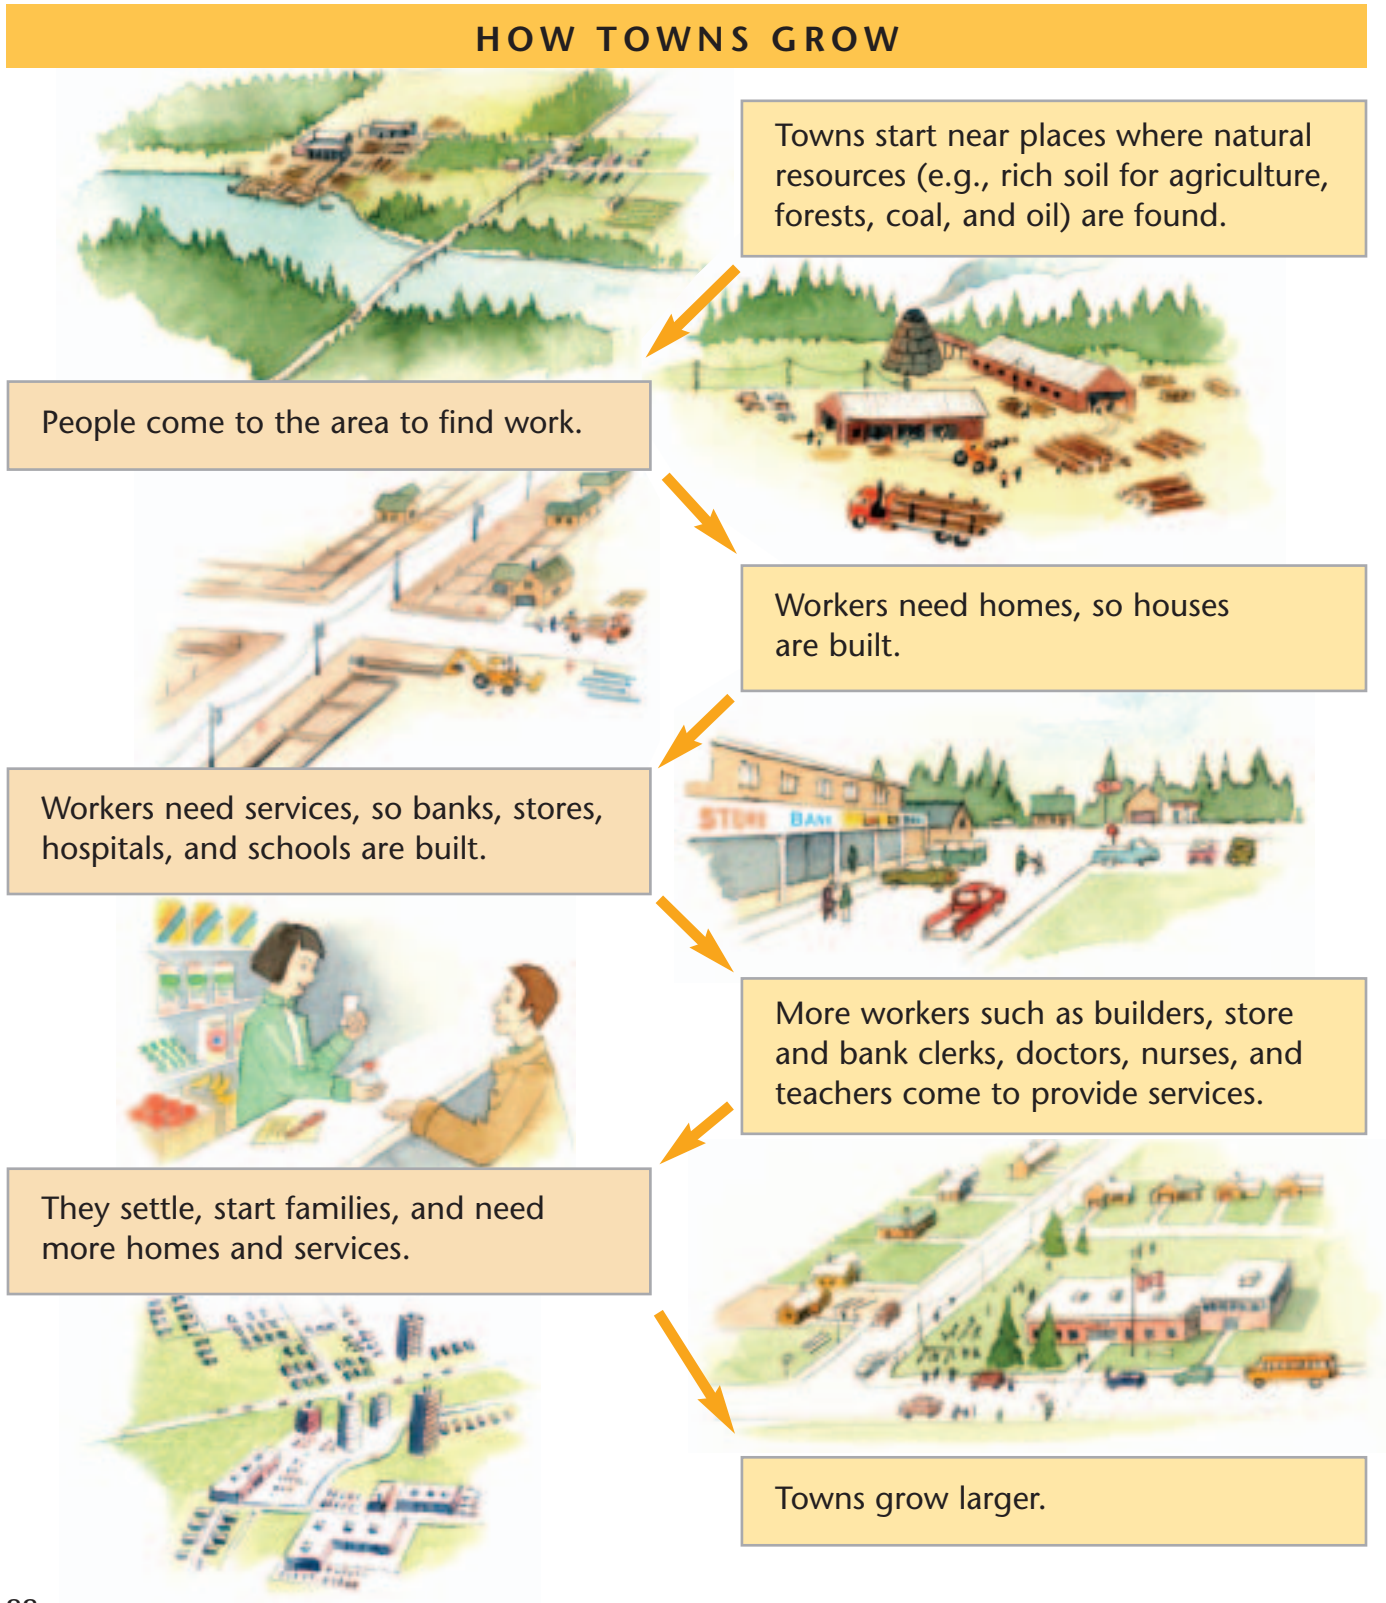 HOW TOWNS GROW
Towns start near places where natural
resources (e.g., rich soil for agriculture,
forests, coal, and oil) are found.
People come to the area to find work.
Workers need homes, so houses
are built.
Workers need services, so banks, stores,
hospitals, and schools are built.
STORE BANK
More workers such as builders, store
and bank clerks, doctors, nurses, and
teachers come to provide services.
They settle, start families, and need
more homes and services.
Towns grow larger.